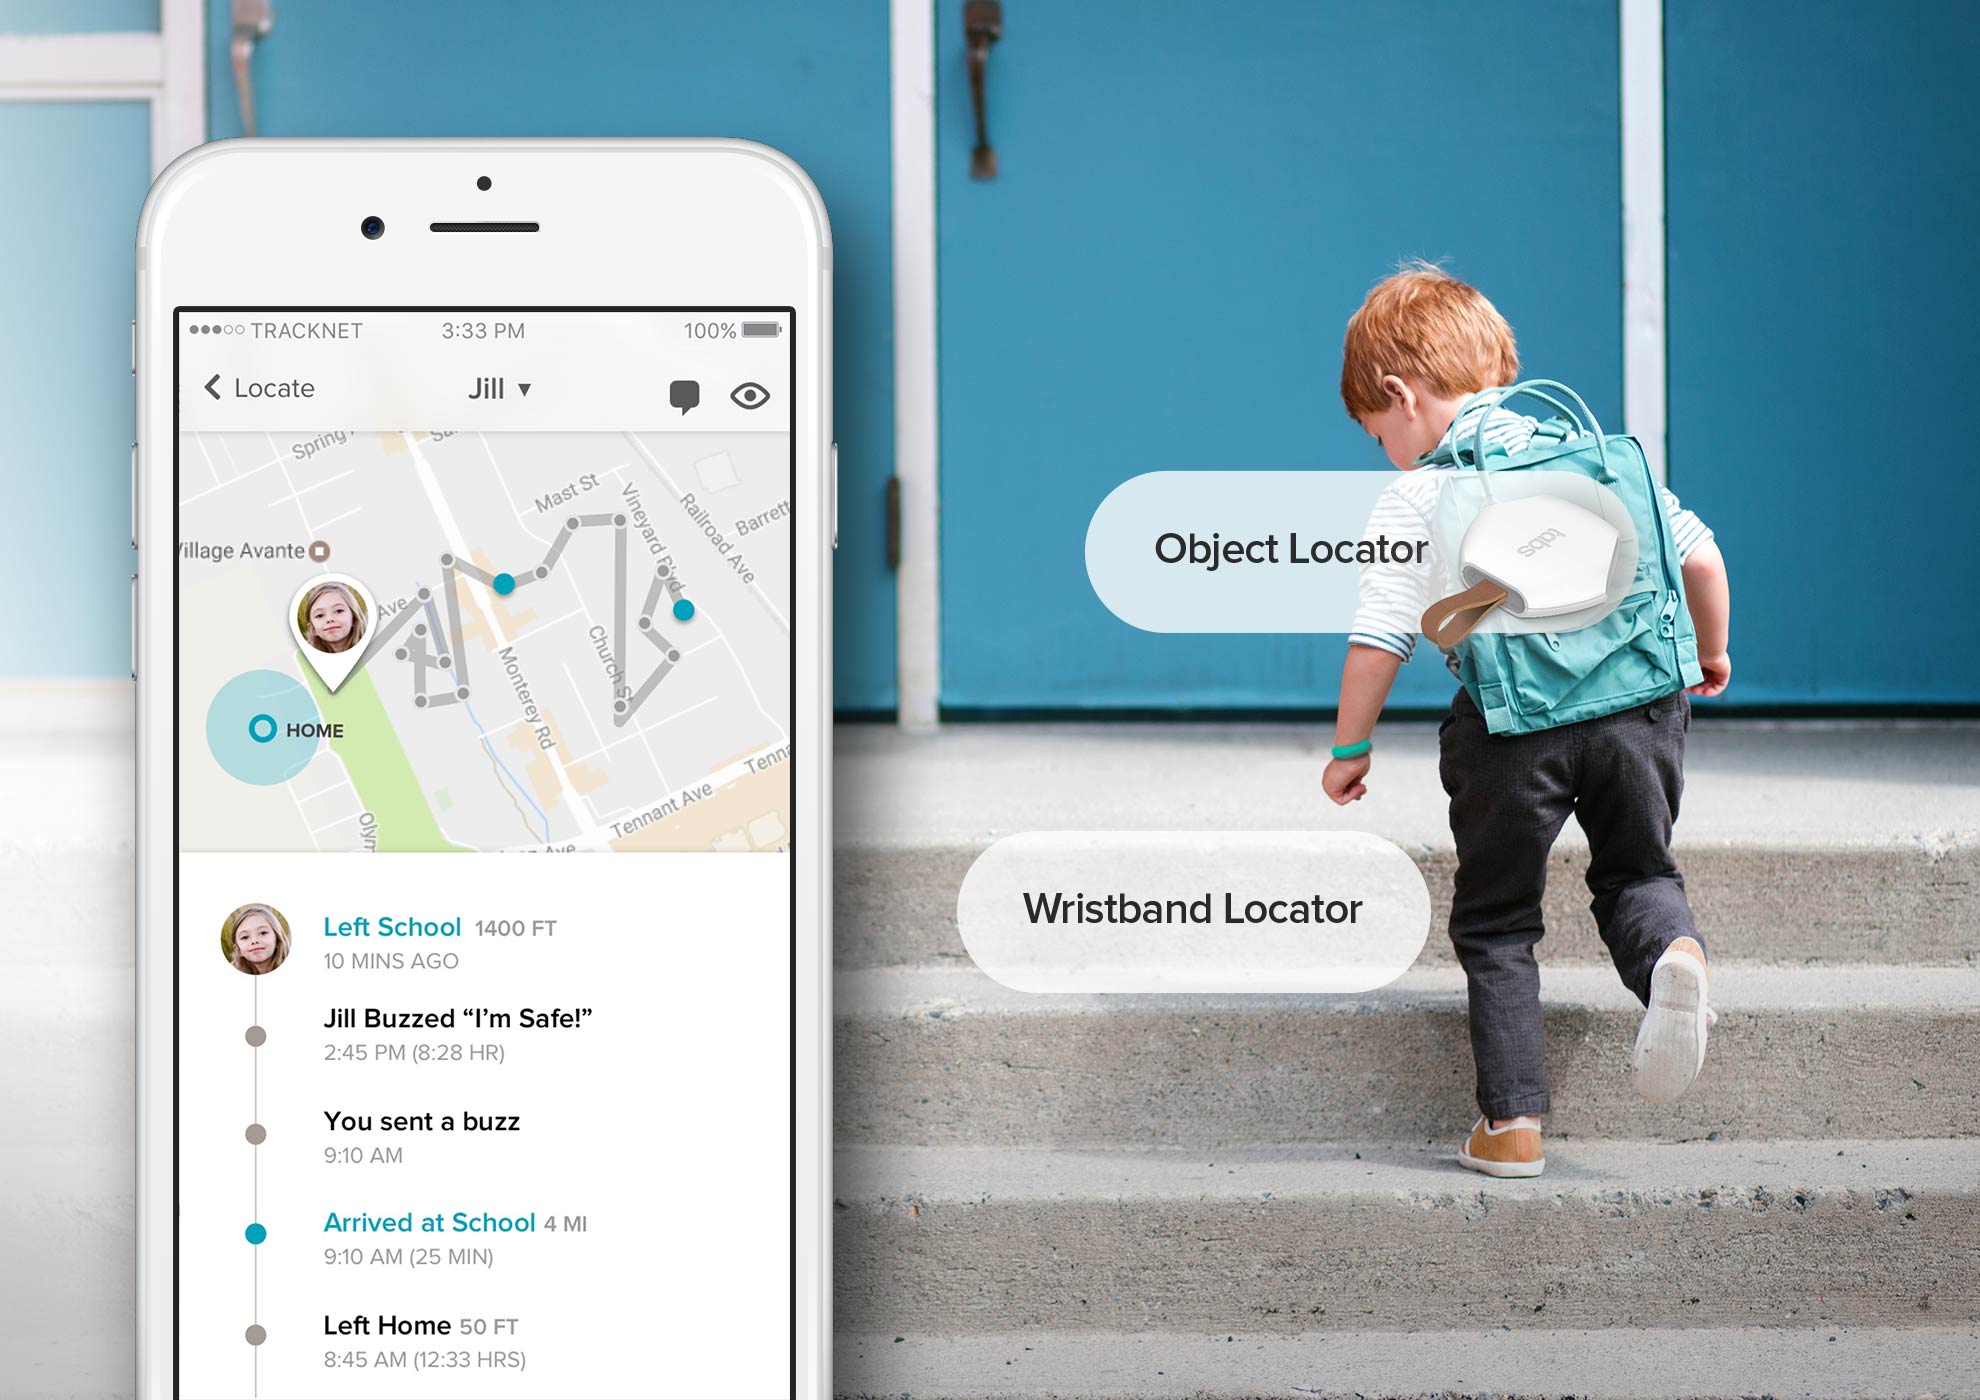 TRACKNET 3:33 PM 100%
Locate Jill ▼
Spring
Mast St
Vineyard Blvd
Railroad Ave
Barrett
Village Avante
Ave
Church St
Monterey Rd
HOME
Tennant Ave
Tenn
Olym
Ave
Left School 1400 FT
10 MINS AGO
Jill Buzzed “I’m Safe!”
2:45 PM (8:28 HR)
You sent a buzz
9:10 AM
Arrived at School 4 MI
9:10 AM (25 MIN)
Left Home 50 FT
8:45 AM (12:33 HRS)
Object Locator
tabs
Wristband Locator